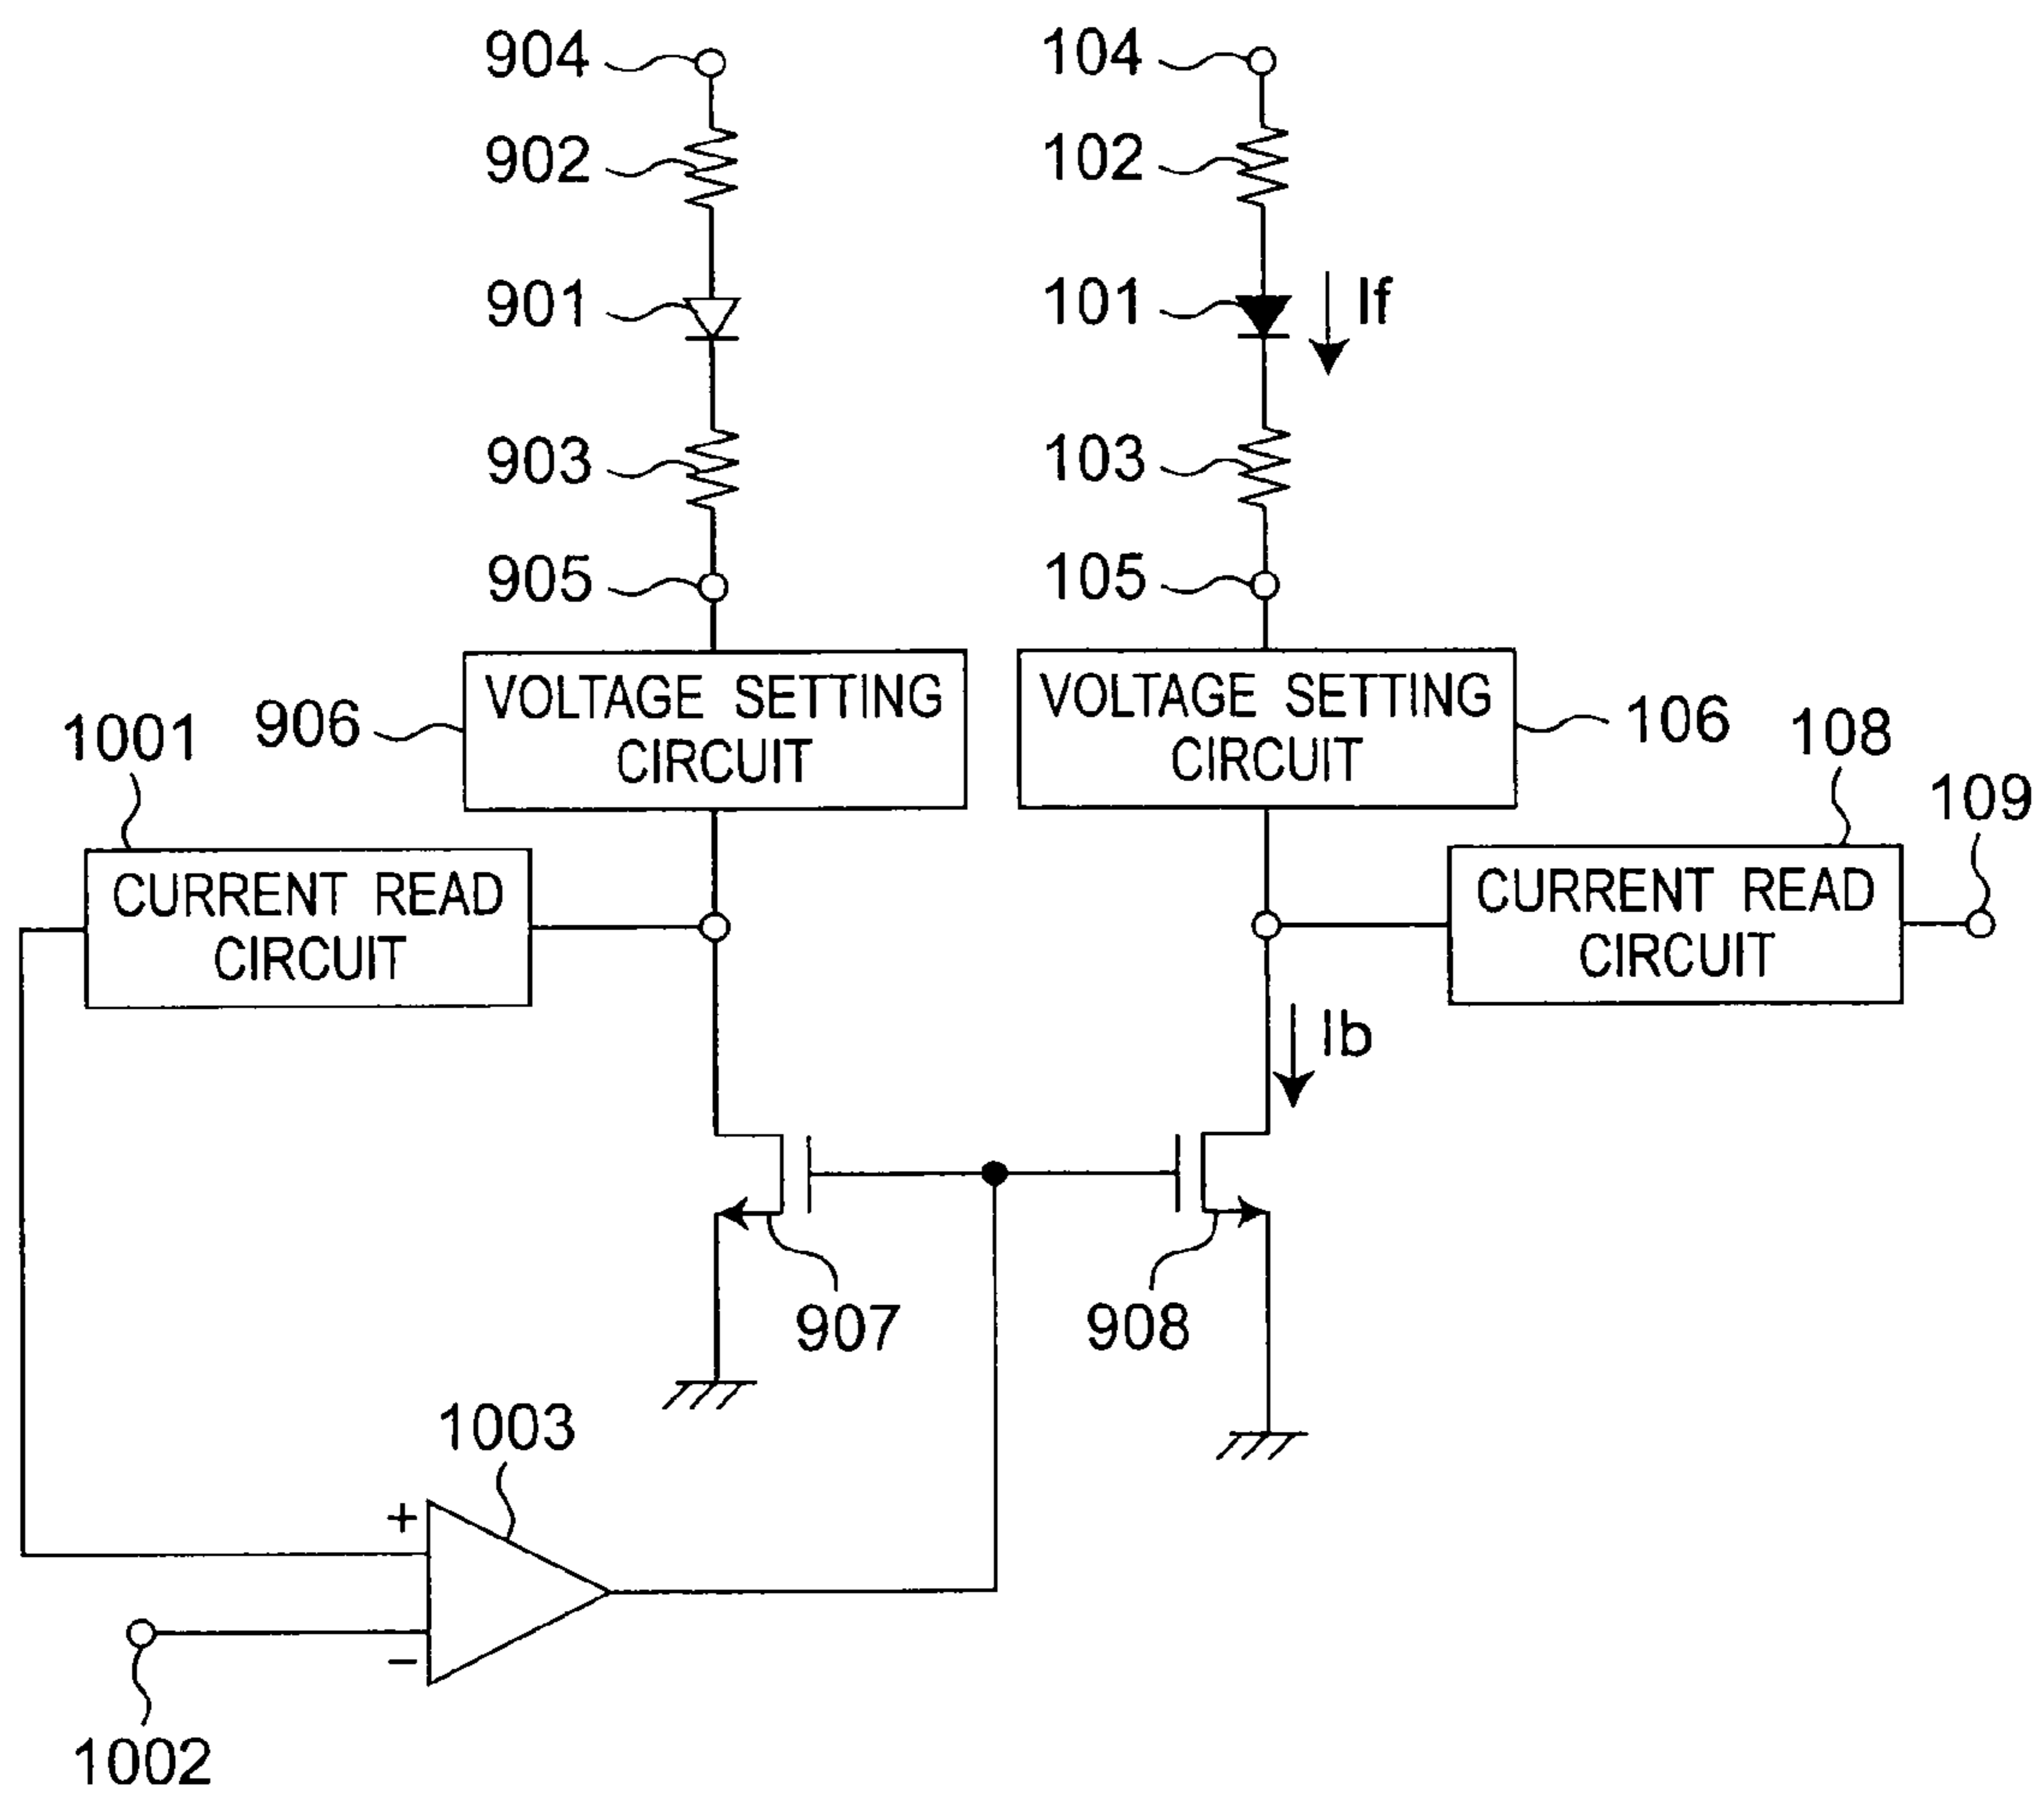 904
104
902
102
901
101
If
903
103
905
105
VOLTAGE SETTING
CIRCUIT
VOLTAGE SETTING
CIRCUIT
906
106
1001
108
109
CURRENT READ
CIRCUIT
CURRENT READ
CIRCUIT
Ib
907
908
1003
+
−
1002